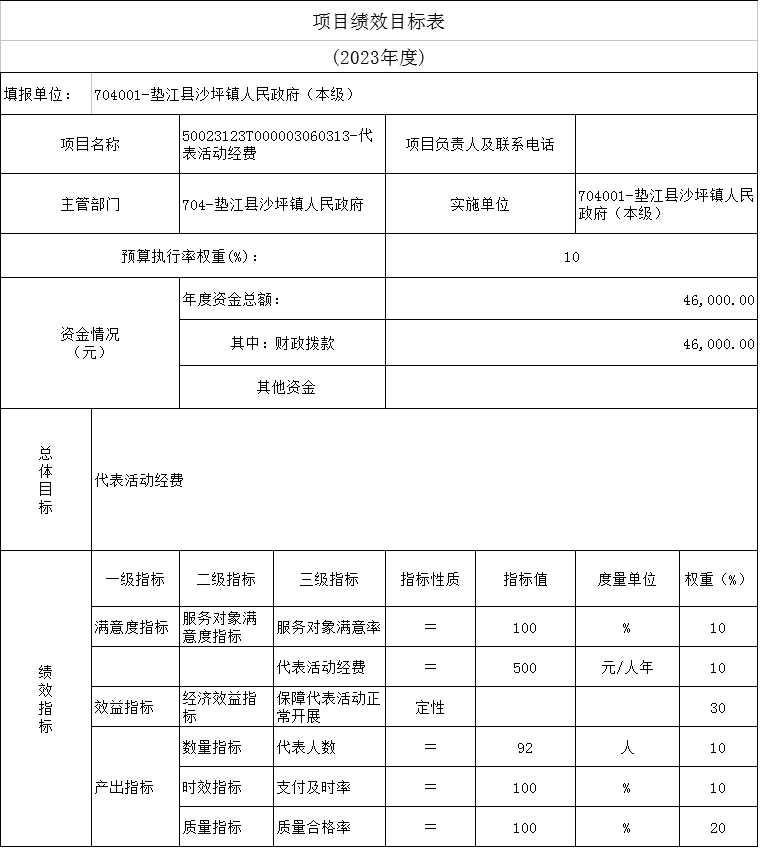 项目绩效目标表
(2023年度)
填报单位：
704001-垫江县沙坪镇人民政府（本级）
项目名称
50023123T000003060313-代
表活动经费
项目负责人及联系电话
主管部门
704-垫江县沙坪镇人民政府
实施单位
704001-垫江县沙坪镇人民
政府（本级）
预算执行率权重(%)：
10
资金情况
（元）
年度资金总额：
46,000.00
其中：财政拨款
46,000.00
其他资金
总
体
目
标
代表活动经费
绩
效
指
标
一级指标
二级指标
三级指标
指标性质
指标值
度量单位
权重（%）
满意度指标
服务对象满
意度指标
服务对象满意率
＝
100
%
10
代表活动经费
＝
500
元/人年
10
效益指标
经济效益指
标
保障代表活动正
常开展
定性
30
产出指标
数量指标
代表人数
＝
92
人
10
时效指标
支付及时率
＝
100
%
10
质量指标
质量合格率
＝
100
%
20